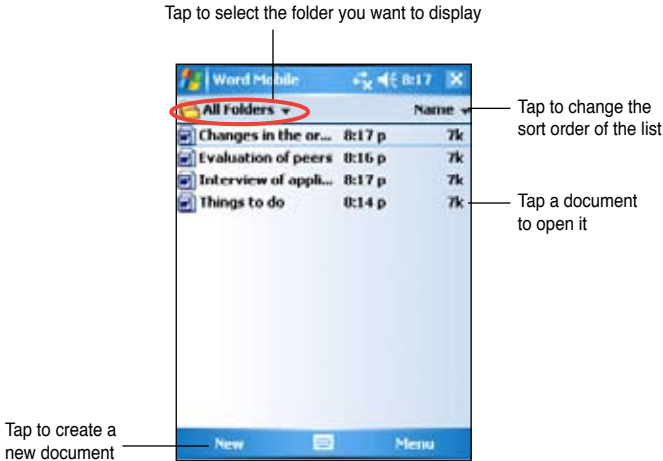 Tap to select the folder you want to display
Word Mobile 8:17
All Folders Name
Tap to change the
sort order of the list
Changes in the or... 8:17 p 7k
Evaluation of peers 8:16 p 7k
Interview of appli... 8:17 p 7k
Things to do 8:14 p 7k
Tap a document
to open it
Tap to create a
new document
New Menu